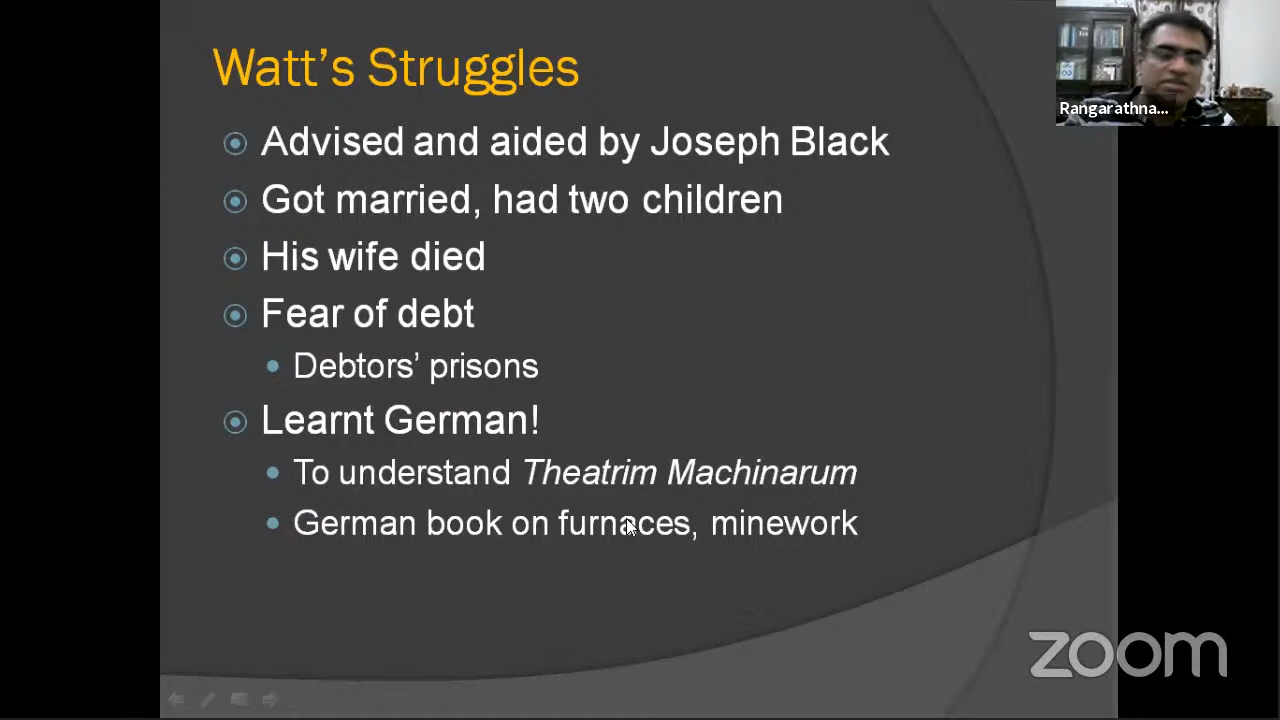 Watt's Struggles
Rangarathna...
Advised and aided by Joseph Black
Got married, had two children
His wife died
Fear of debt
Debtors' prisons
Learnt German!
To understand Theatrim Machinarum
German book on furnaces, minework
zoom